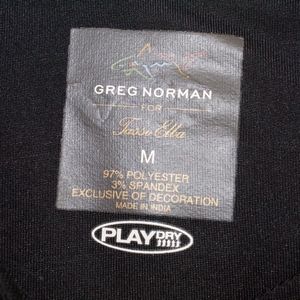 GREG NORMAN
FOR
Tasso Elba
M
97% POLYESTER
3% SPANDEX
EXCLUSIVE OF DECORATION
MADE IN INDIA
PLAYDRY